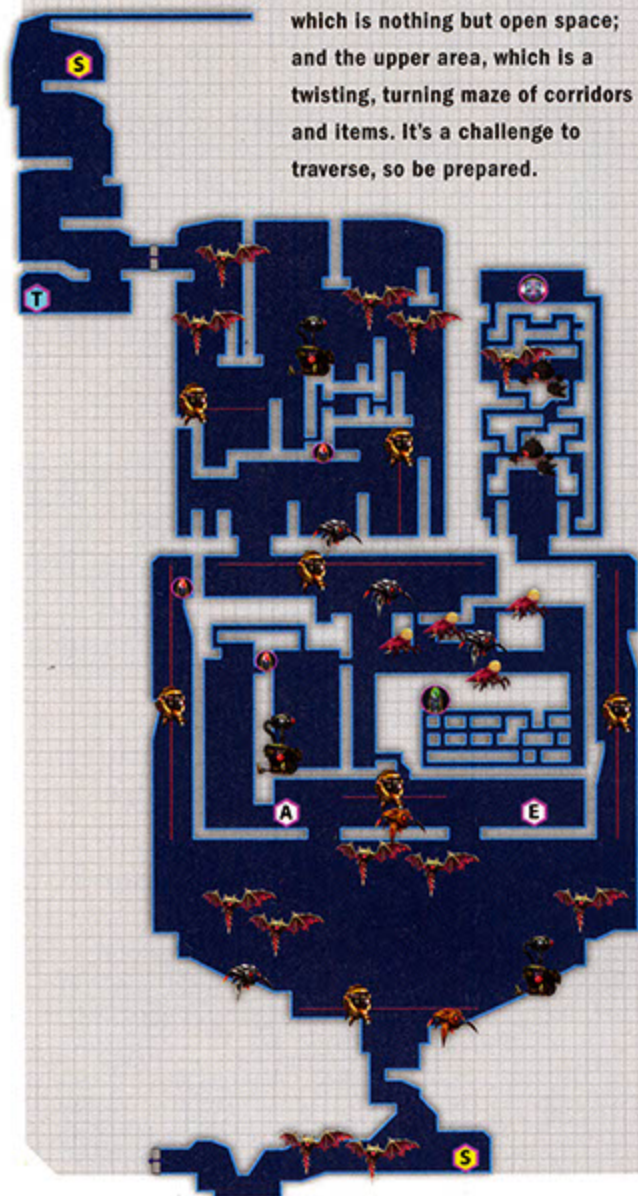 which is nothing but open space;
and the upper area, which is a
twisting, turning maze of corridors
and items. It's a challenge to
traverse, so be prepared.
S
T
A
E
S